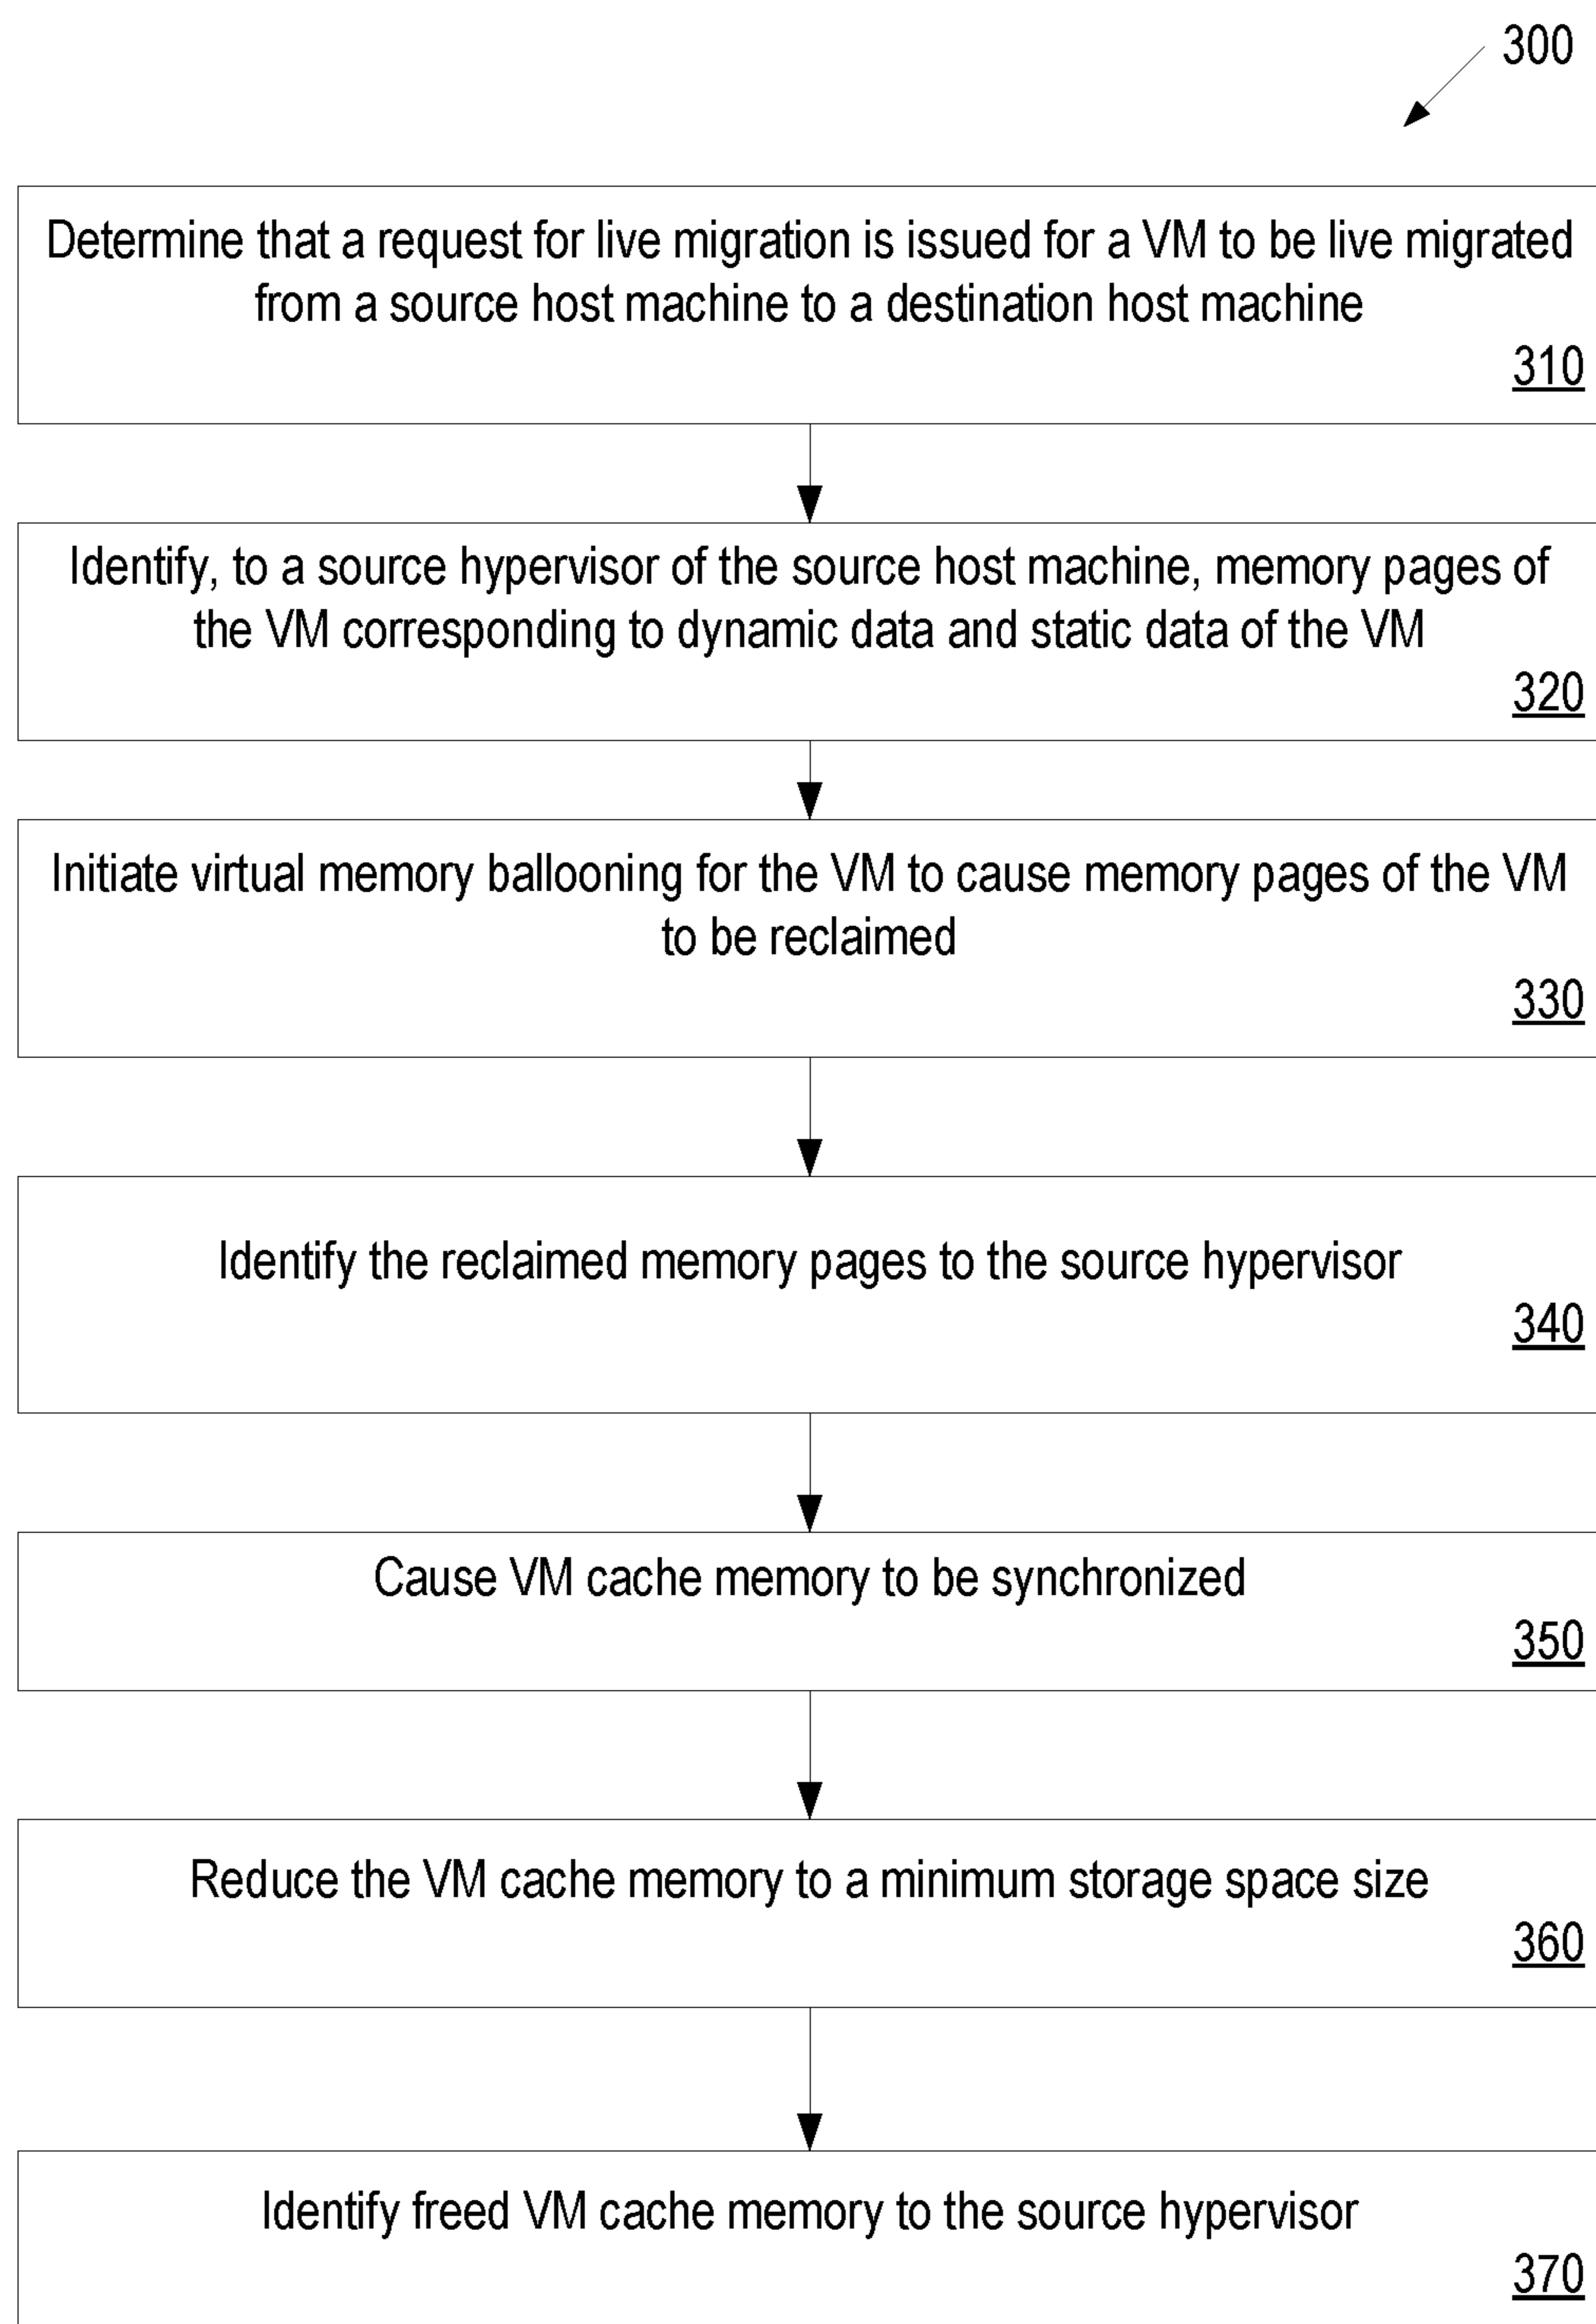 300
Determine that a request for live migration is issued for a VM to be live migrated
from a source host machine to a destination host machine
310
Identify, to a source hypervisor of the source host machine, memory pages of
the VM corresponding to dynamic data and static data of the VM
320
Initiate virtual memory ballooning for the VM to cause memory pages of the VM
to be reclaimed
330
Identify the reclaimed memory pages to the source hypervisor
340
Cause VM cache memory to be synchronized
350
Reduce the VM cache memory to a minimum storage space size
360
Identify freed VM cache memory to the source hypervisor
370